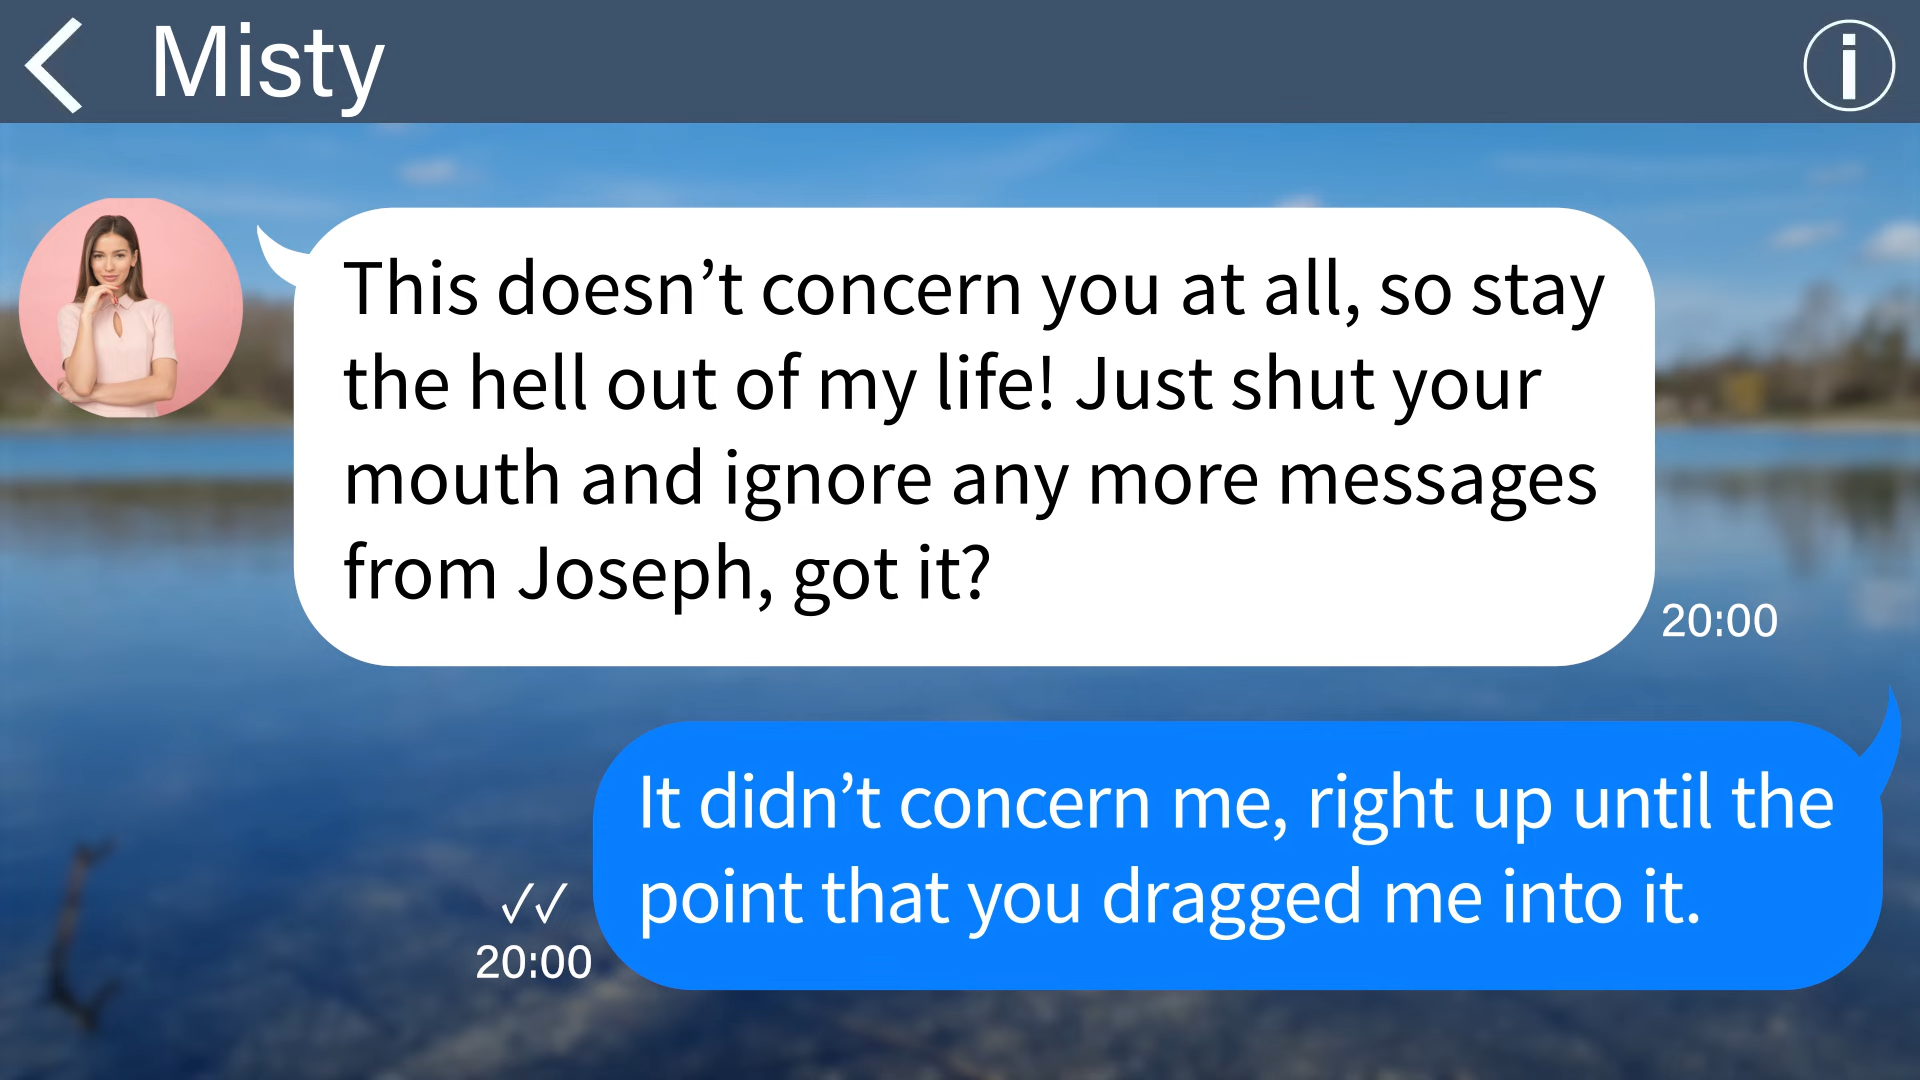 Misty
This doesn’t concern you at all, so stay
the hell out of my life! Just shut your
mouth and ignore any more messages
from Joseph, got it?
20:00
It didn’t concern me, right up until the
point that you dragged me into it.
✓✓
20:00